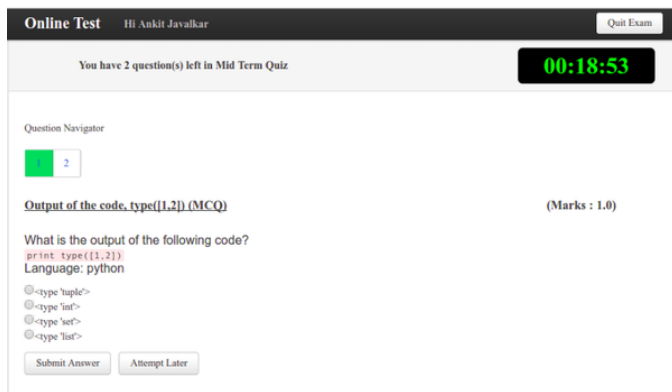 Online Test Hi Ankit Javalkar Quit Exam
You have 2 question(s) left in Mid Term Quiz 00:18:53
Question Navigator
1 2
Output of the code, type([1,2]) (MCQ) (Marks : 1.0)
What is the output of the following code?
print type([1,2])
Language: python
<type 'tuple'>
<type 'int'>
<type 'set'>
<type 'list'>
Submit Answer Attempt Later